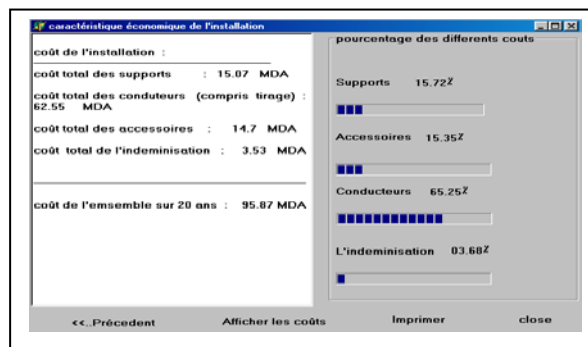 caractéristique économique de l'installation
coût de l'installation :
coût total des supports : 15.07 MDA
coût total des conduteurs (compris tirage) :
62.55 MDA
coût total des accessoires : 14.7 MDA
coût total de l'indeminisation : 3.53 MDA
coût de l'emsemble sur 20 ans : 95.87 MDA
pourcentage des differents couts
Supports 15.72%
Accessoires 15.35%
Conducteurs 65.25%
L'indeminisation 03.68%
<<..Précedent Afficher les coûts Imprimer close